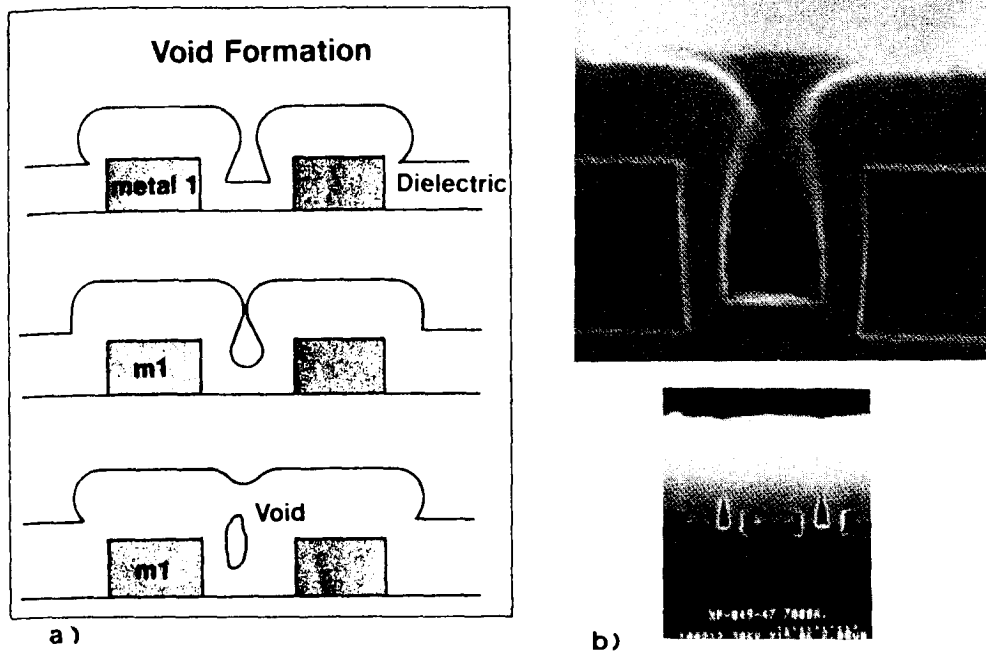 Void Formation
metal 1
Dielectric
m1
Void
m1
a)
b)